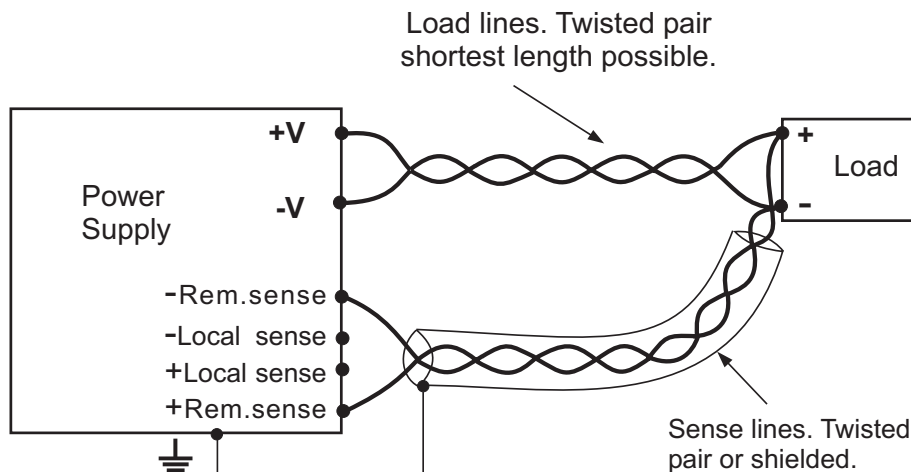 Load lines. Twisted pair
shortest length possible.
+V
-V
Power
Supply
-Rem.sense
-Local sense
+Local sense
+Rem.sense
+
-
Load
Sense lines. Twisted
pair or shielded.